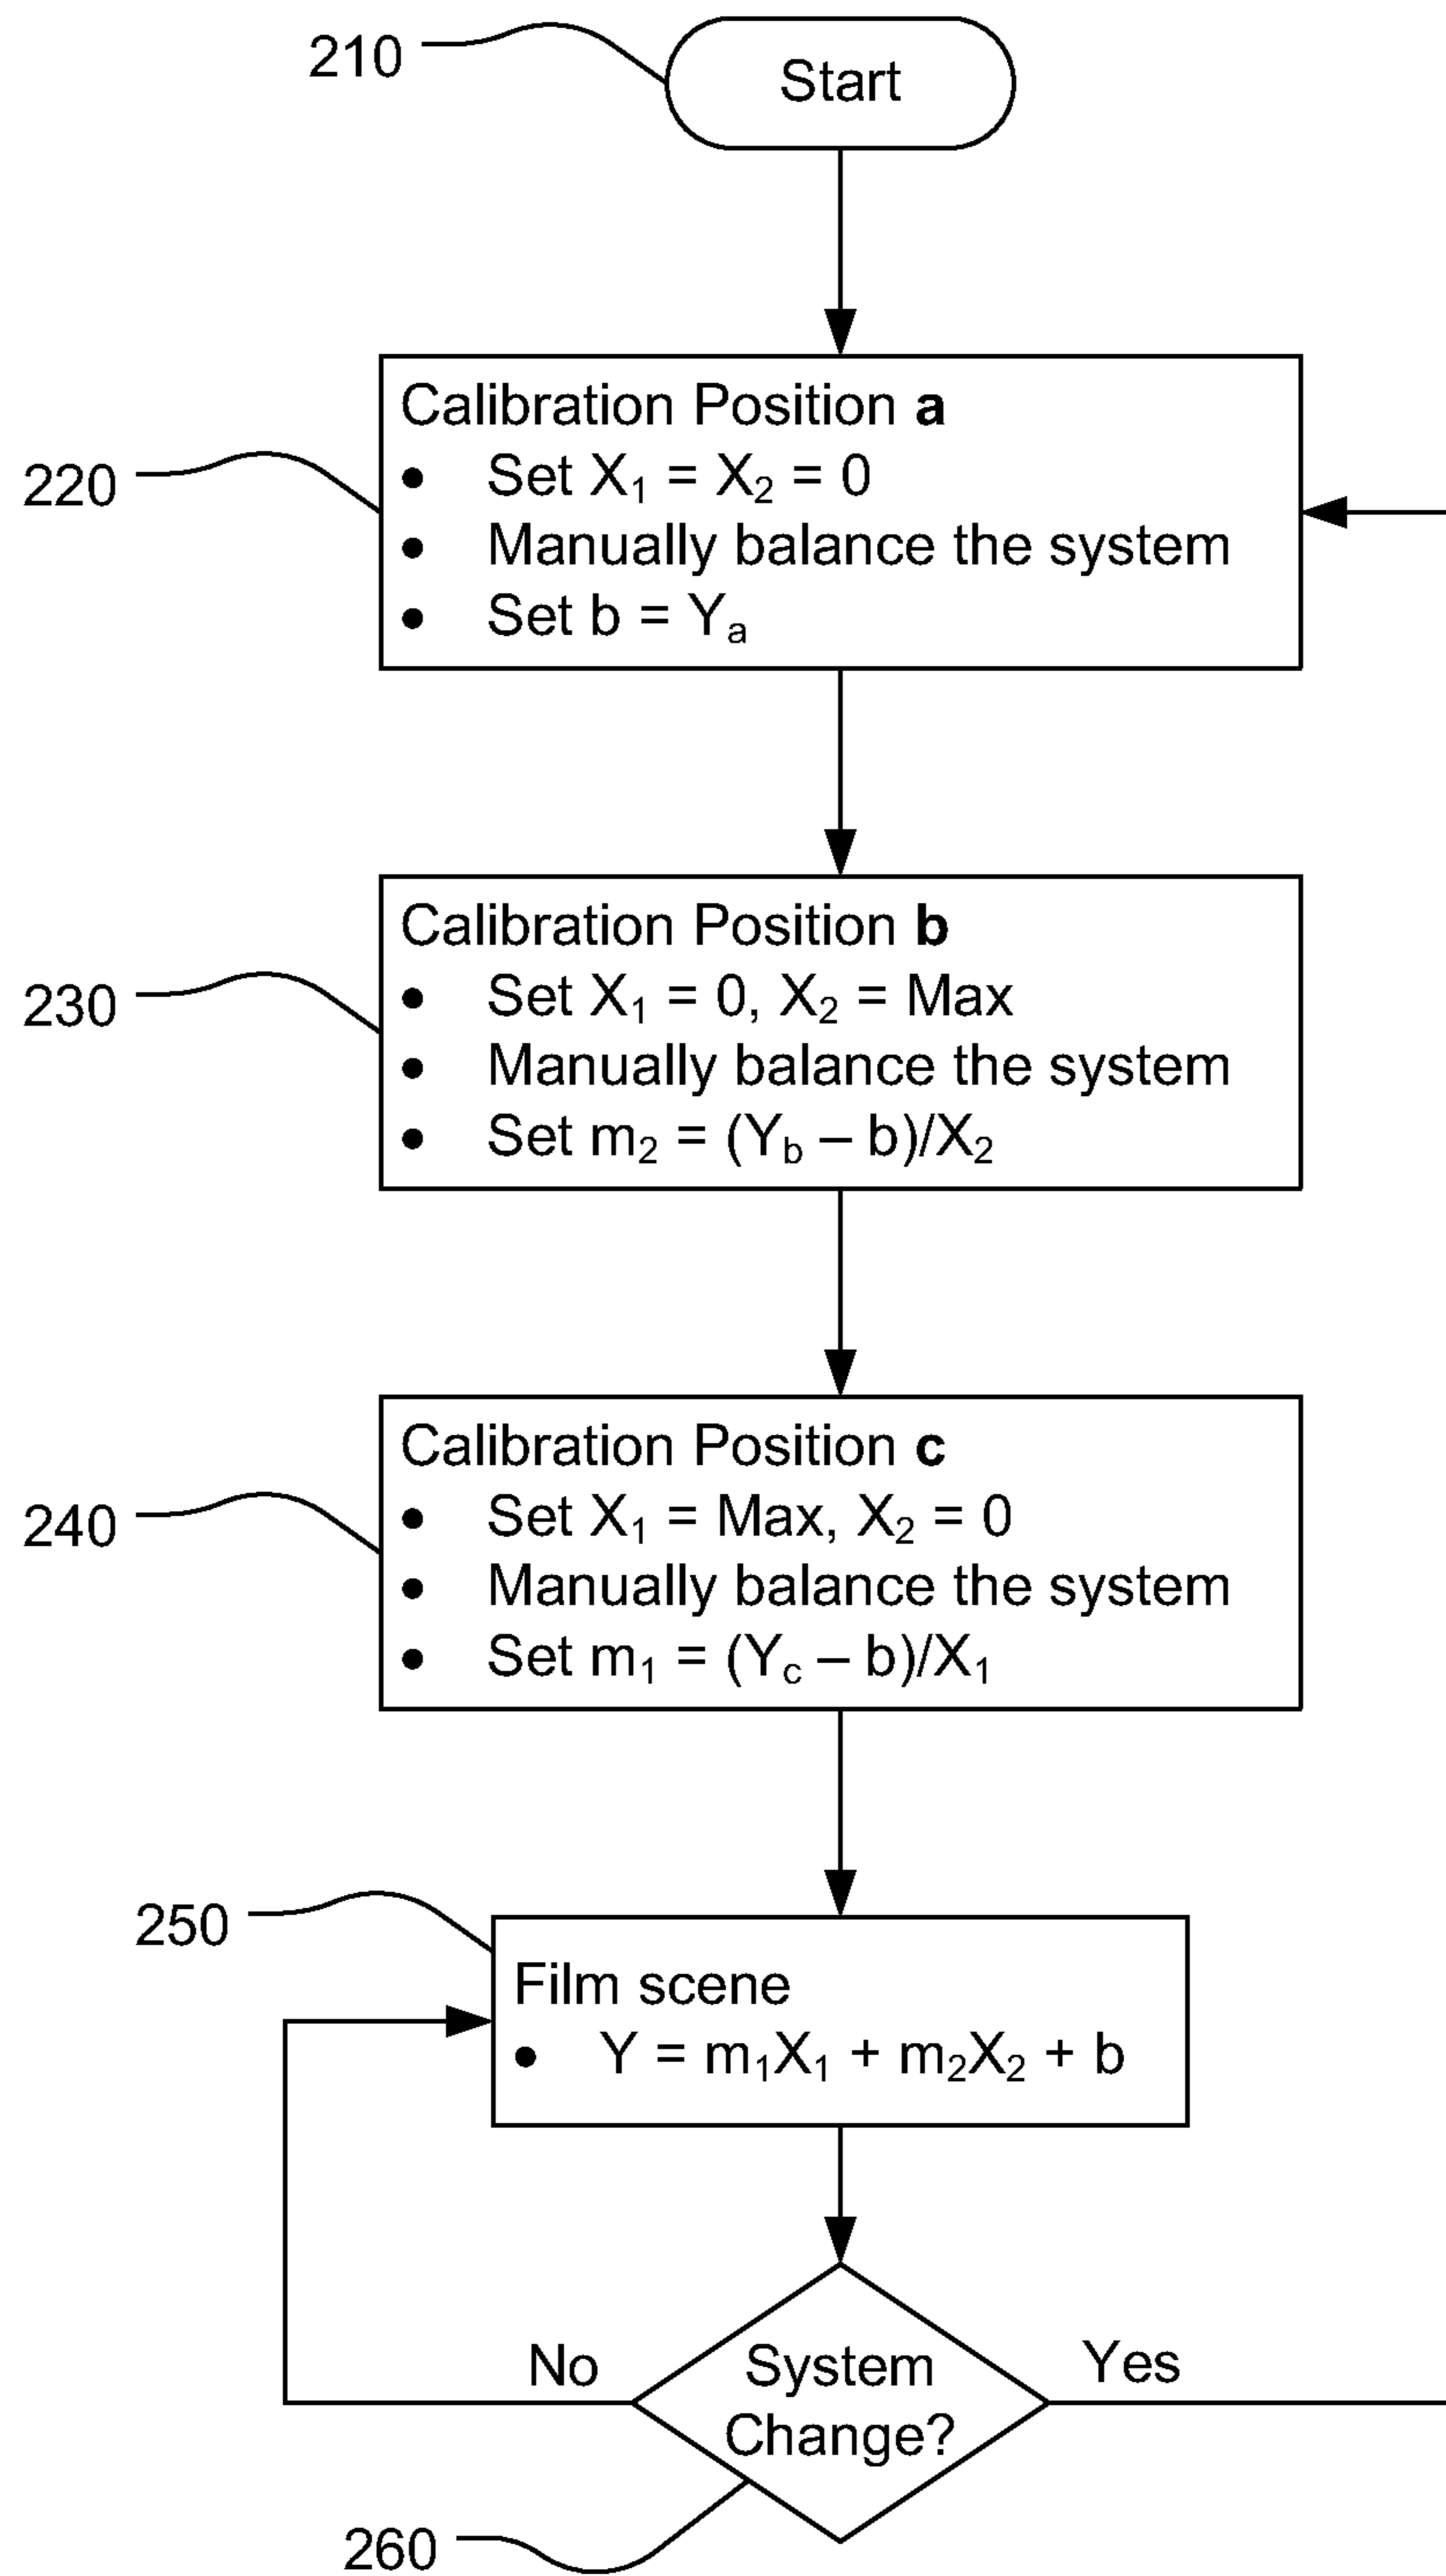 210
Start
220
Calibration Position a
• Set X₁ = X₂ = 0
• Manually balance the system
• Set b = Yₐ
230
Calibration Position b
• Set X₁ = 0, X₂ = Max
• Manually balance the system
• Set m₂ = (Y_b – b)/X₂
240
Calibration Position c
• Set X₁ = Max, X₂ = 0
• Manually balance the system
• Set m₁ = (Y_c – b)/X₁
250
Film scene
• Y = m₁X₁ + m₂X₂ + b
No
System
Change?
Yes
260